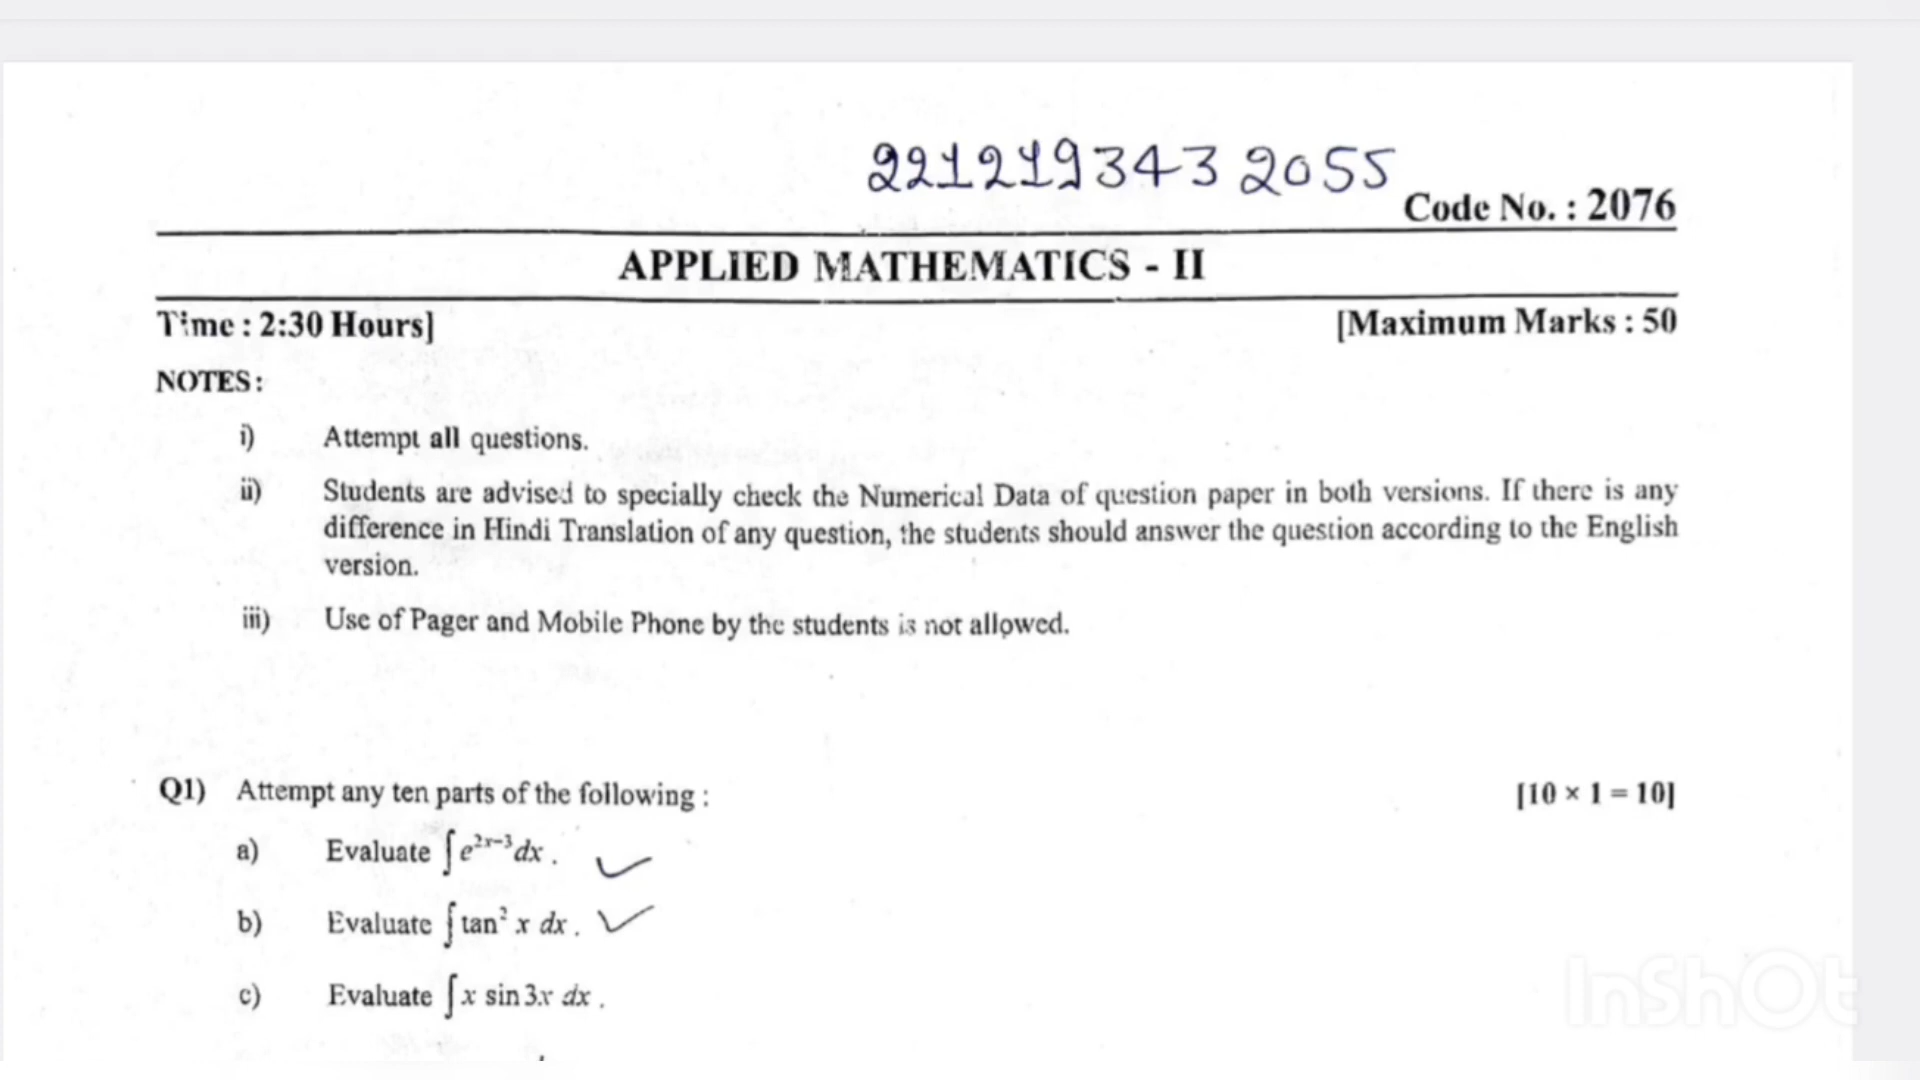 221219343 2055
Code No. : 2076
APPLIED MATHEMATICS - II
Time : 2:30 Hours]
[Maximum Marks : 50
NOTES :
i) Attempt all questions.
ii) Students are advised to specially check the Numerical Data of question paper in both versions. If there is any
difference in Hindi Translation of any question, the students should answer the question according to the English
version.
iii) Use of Pager and Mobile Phone by the students is not allowed.
Q1) Attempt any ten parts of the following : [10 × 1 = 10]
a) Evaluate ∫e^{2x−3}dx .
b) Evaluate ∫tan² x dx .
c) Evaluate ∫x sin3x dx .
InShOt